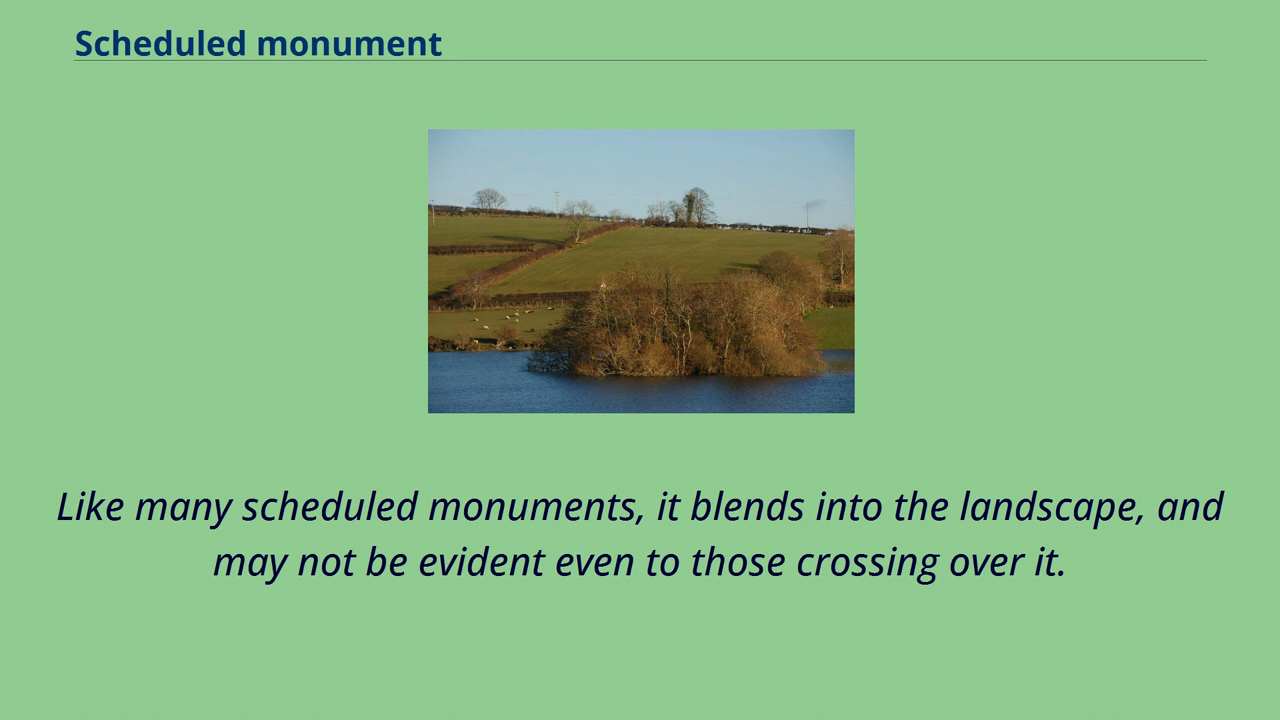 Scheduled monument
Like many scheduled monuments, it blends into the landscape, and
may not be evident even to those crossing over it.